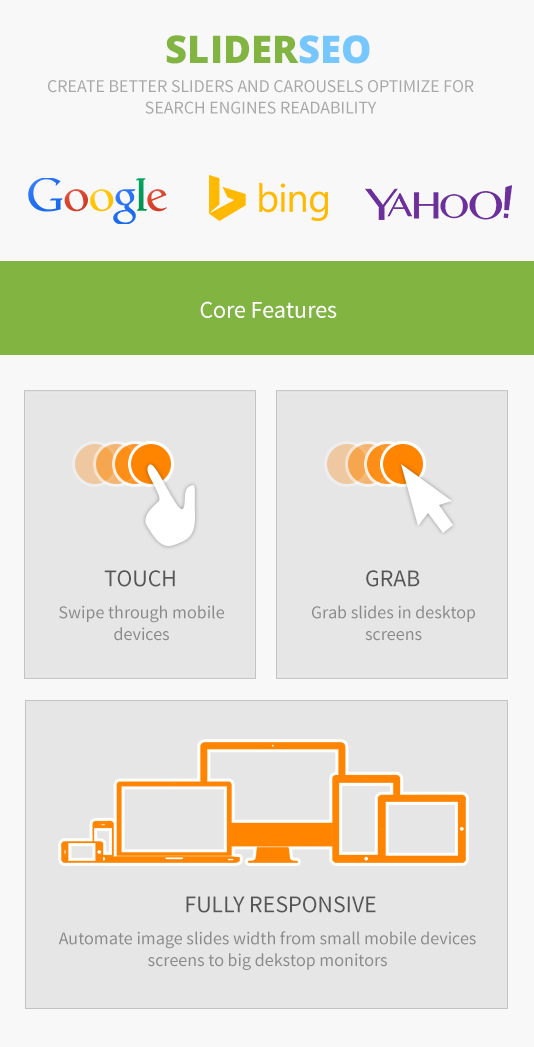 SLIDERSEO
CREATE BETTER SLIDERS AND CAROUSELS OPTIMIZE FOR
SEARCH ENGINES READABILITY
Google bing YAHOO!
Core Features
TOUCH
Swipe through mobile
devices
GRAB
Grab slides in desktop
screens
FULLY RESPONSIVE
Automate image slides width from small mobile devices
screens to big dekstop monitors